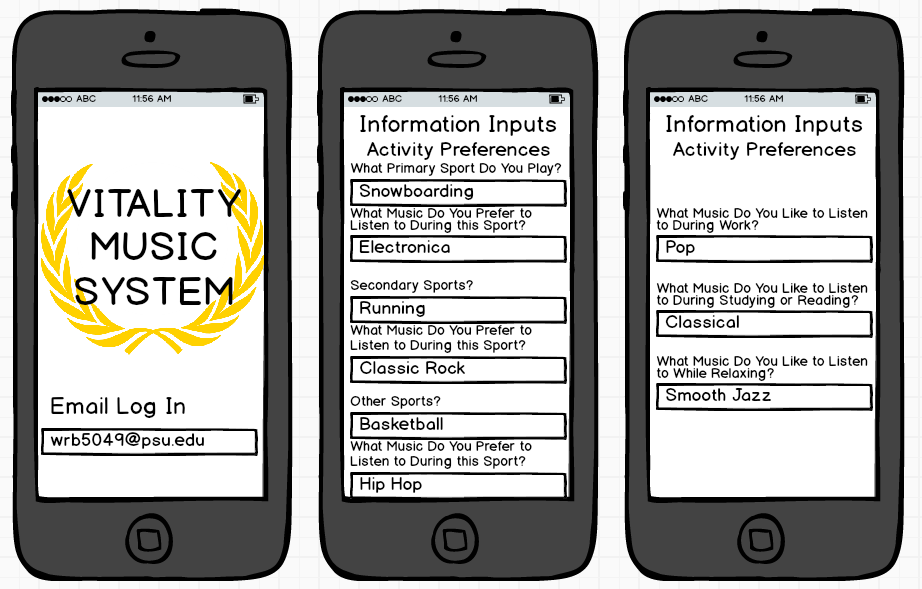 ABC 11:56 AM
VITALITY
MUSIC
SYSTEM
Email Log In
wrb5049@psu.edu
ABC 11:56 AM
Information Inputs
Activity Preferences
What Primary Sport Do You Play?
Snowboarding
What Music Do You Prefer to
Listen to During this Sport?
Electronica
Secondary Sports?
Running
What Music Do You Prefer to
Listen to During this Sport?
Classic Rock
Other Sports?
Basketball
What Music Do You Prefer to
Listen to During this Sport?
Hip Hop
ABC 11:56 AM
Information Inputs
Activity Preferences
What Music Do You Like to Listen
to During Work?
Pop
What Music Do You Like to Listen
to During Studying or Reading?
Classical
What Music Do You Like to Listen
to While Relaxing?
Smooth Jazz